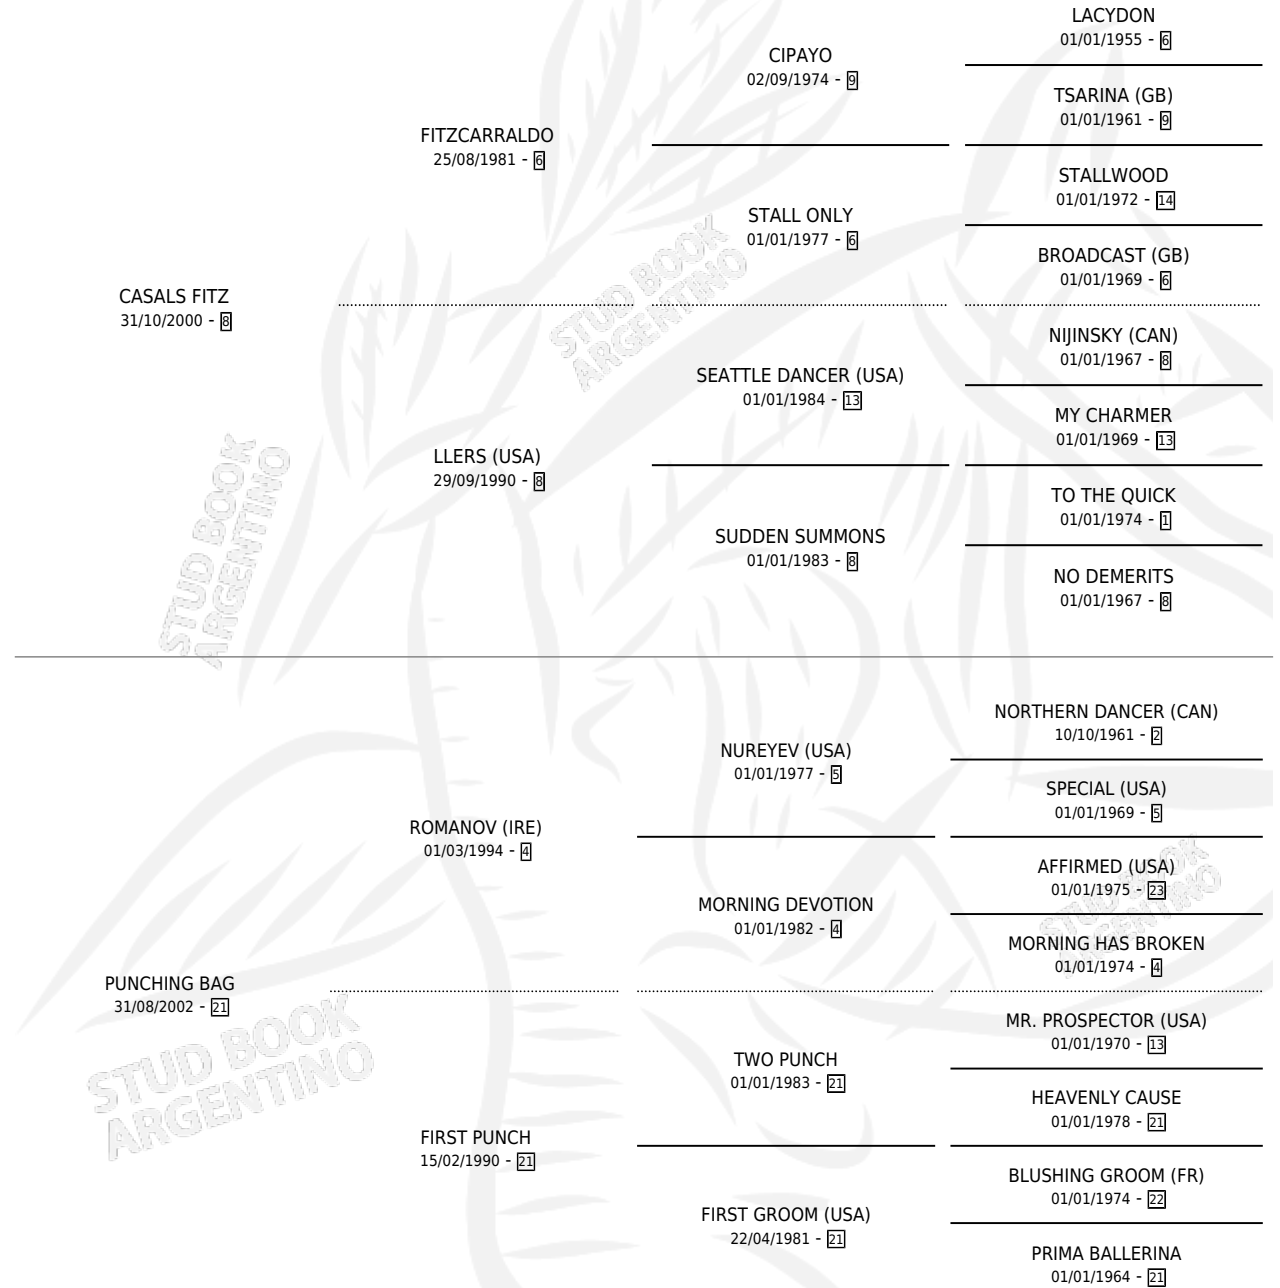 LACYDON
01/01/1955 - 6
CIPAYO
02/09/1974 - 9
TSARINA (GB)
01/01/1961 - 9
FITZCARRALDO
25/08/1981 - 6
STALLWOOD
01/01/1972 - 14
STALL ONLY
01/01/1977 - 6
BROADCAST (GB)
01/01/1969 - 6
CASALS FITZ
31/10/2000 - 8
NIJINSKY (CAN)
01/01/1967 - 8
SEATTLE DANCER (USA)
01/01/1984 - 13
MY CHARMER
01/01/1969 - 13
LLERS (USA)
29/09/1990 - 8
TO THE QUICK
01/01/1974 - 1
SUDDEN SUMMONS
01/01/1983 - 8
NO DEMERITS
01/01/1967 - 8
STUD BOOK
ARGENTINO
STUD BOOK
ARGENTINO
NORTHERN DANCER (CAN)
10/10/1961 - 2
NUREYEV (USA)
01/01/1977 - 5
SPECIAL (USA)
01/01/1969 - 5
ROMANOV (IRE)
01/03/1994 - 4
AFFIRMED (USA)
01/01/1975 - 23
MORNING DEVOTION
01/01/1982 - 4
MORNING HAS BROKEN
01/01/1974 - 4
PUNCHING BAG
31/08/2002 - 21
MR. PROSPECTOR (USA)
01/01/1970 - 13
TWO PUNCH
01/01/1983 - 21
HEAVENLY CAUSE
01/01/1978 - 21
FIRST PUNCH
15/02/1990 - 21
BLUSHING GROOM (FR)
01/01/1974 - 22
FIRST GROOM (USA)
22/04/1981 - 21
PRIMA BALLERINA
01/01/1964 - 21
STUD BOOK
ARGENTINO
STUD BOOK
ARGENTINO